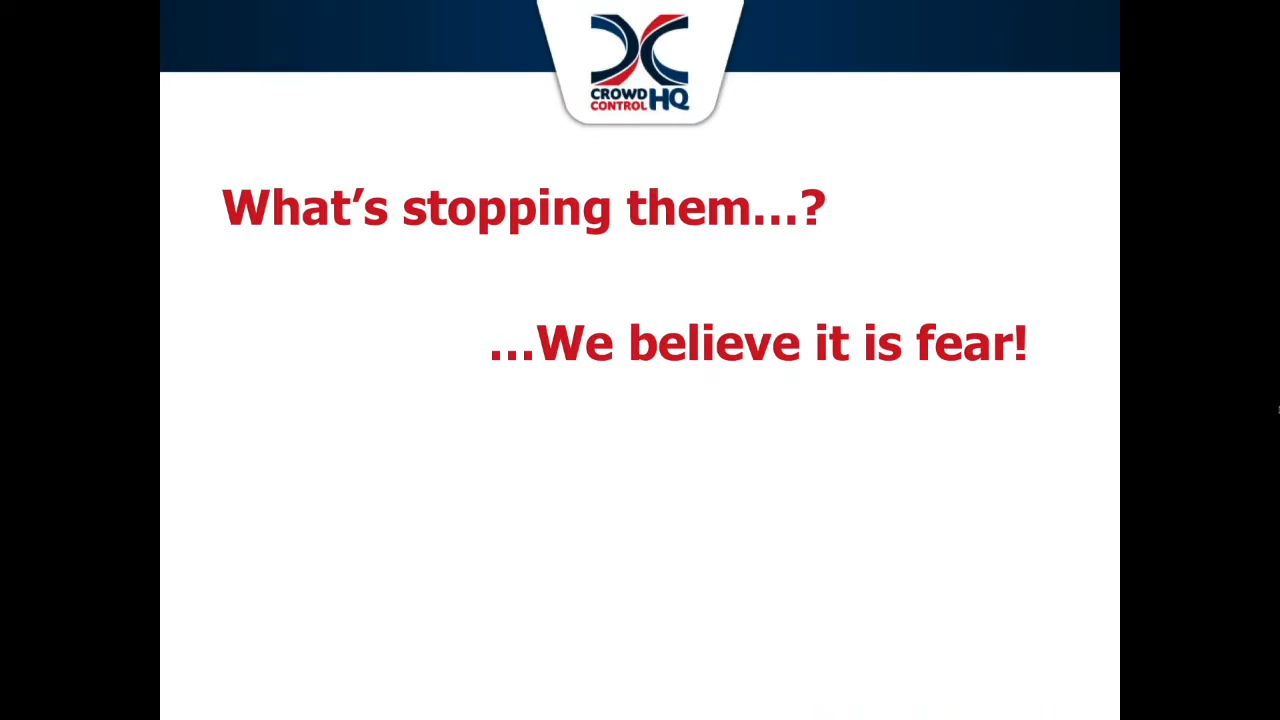 CROWD
CONTROL HQ
What's stopping them...?
...We believe it is fear!